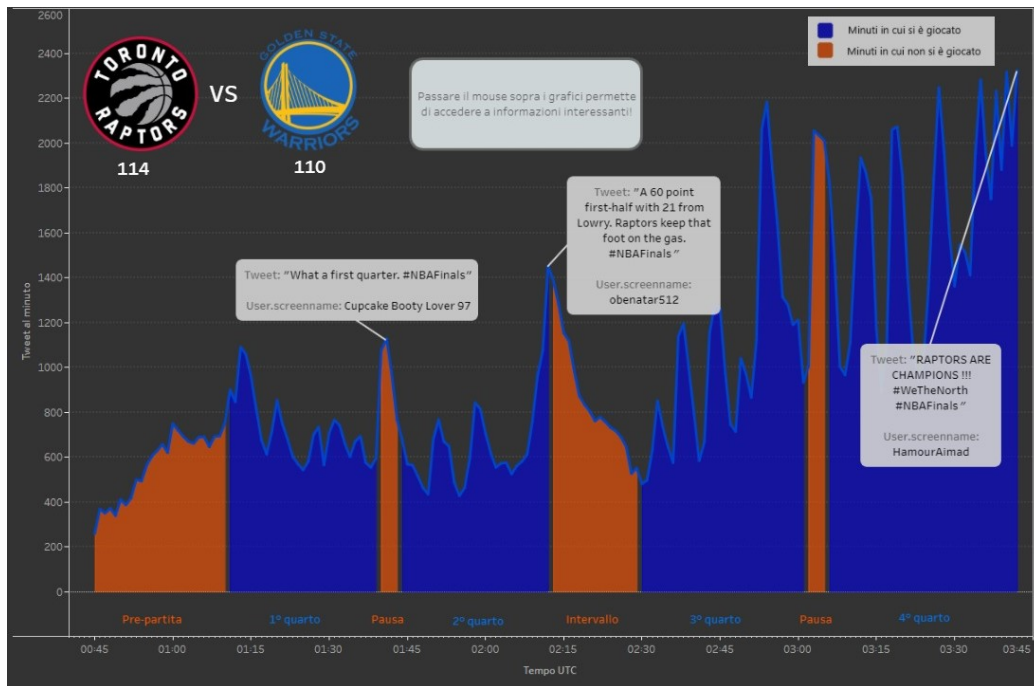 2600
2400
2200
2000
1800
1600
1400
1200
1000
800
600
400
200
0
Tweet al minuto
TORONTO
RAPTORS
114
VS
GOLDEN STATE
WARRIORS
110
Passare il mouse sopra i grafici permette
di accedere a informazioni interessanti!
Minuti in cui si è giocato
Minuti in cui non si è giocato
Tweet: "What a first quarter. #NBAFinals"
User.screenname: Cupcake Booty Lover 97
Tweet: "A 60 point
first-half with 21 from
Lowry. Raptors keep that
foot on the gas.
#NBAFinals"
User.screenname:
obenatar512
Tweet: "RAPTORS ARE
CHAMPIONS !!!
#WeTheNorth
#NBAFinals"
User.screenname:
HamourAimad
Pre-partita
1º quarto
Pausa
2º quarto
Intervallo
3º quarto
Pausa
4º quarto
00:45
01:00
01:15
01:30
01:45
02:00
02:15
02:30
02:45
03:00
03:15
03:30
03:45
Tempo UTC